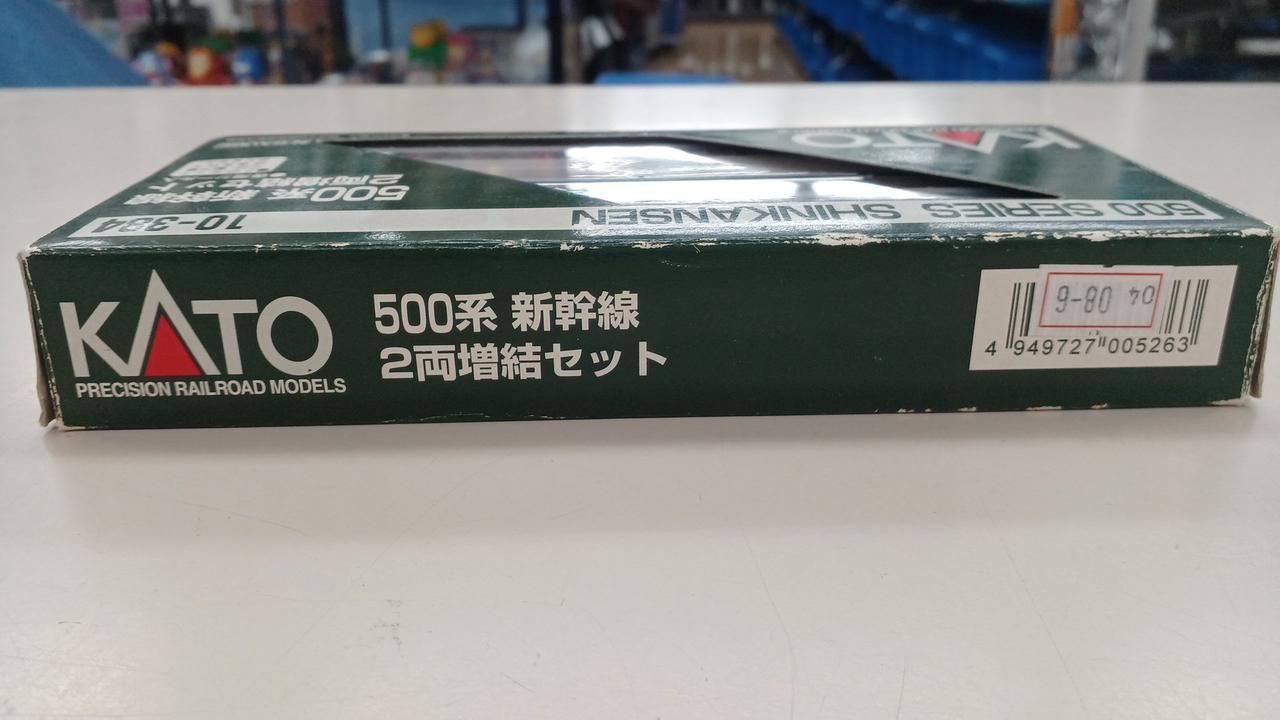 KATO
500 SERIES SHINKANSEN
10-384
500系 新幹線
2両増結セット
KATO
PRECISION RAILROAD MODELS
500系 新幹線
2両増結セット
04 08-6
4 949727 005263